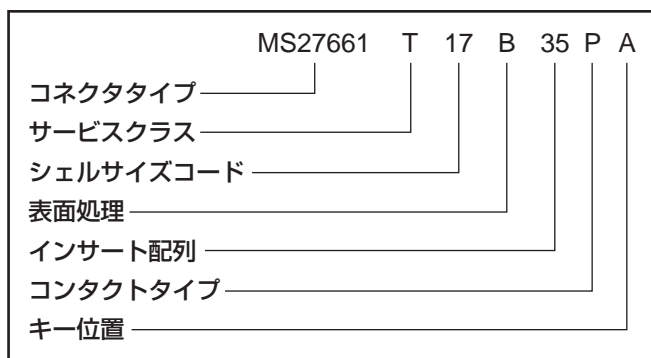 MS27661 T 17 B 35 P A
コネクタタイプ
サービスクラス
シェルサイズコード
表面処理
インサート配列
コンタクトタイプ
キー位置